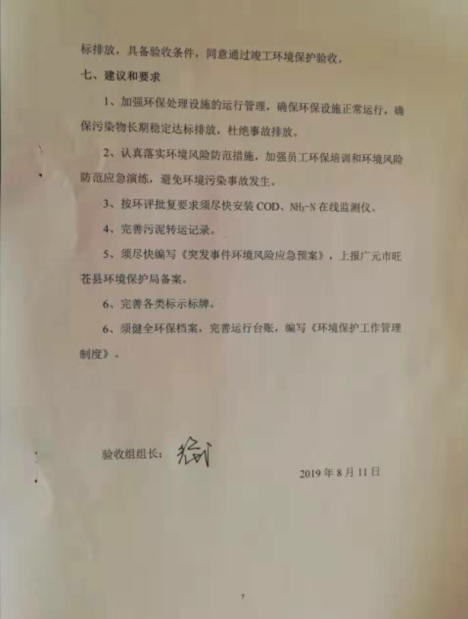 标排放，具备验收条件，同意通过竣工环境保护验收。
七、建议和要求
1、加强环保处理设施的运行管理，确保环保设施正常运行，确
保污染物长期稳定达标排放，杜绝事故排放。
2、认真落实环境风险防范措施，加强员工环保培训和环境风险
防范应急演练，避免环境污染事故发生。
3、按环评批复要求须尽快安装 COD、NH₃-N 在线监测仪。
4、完善污泥转运记录。
5、须尽快编写《突发事件环境风险应急预案》，上报广元市旺
苍县环境保护局备案。
6、完善各类标示标牌。
6、须健全环保档案，完善运行台账，编写《环境保护工作管理
制度》。
验收组组长：
2019 年 8 月 11 日
7